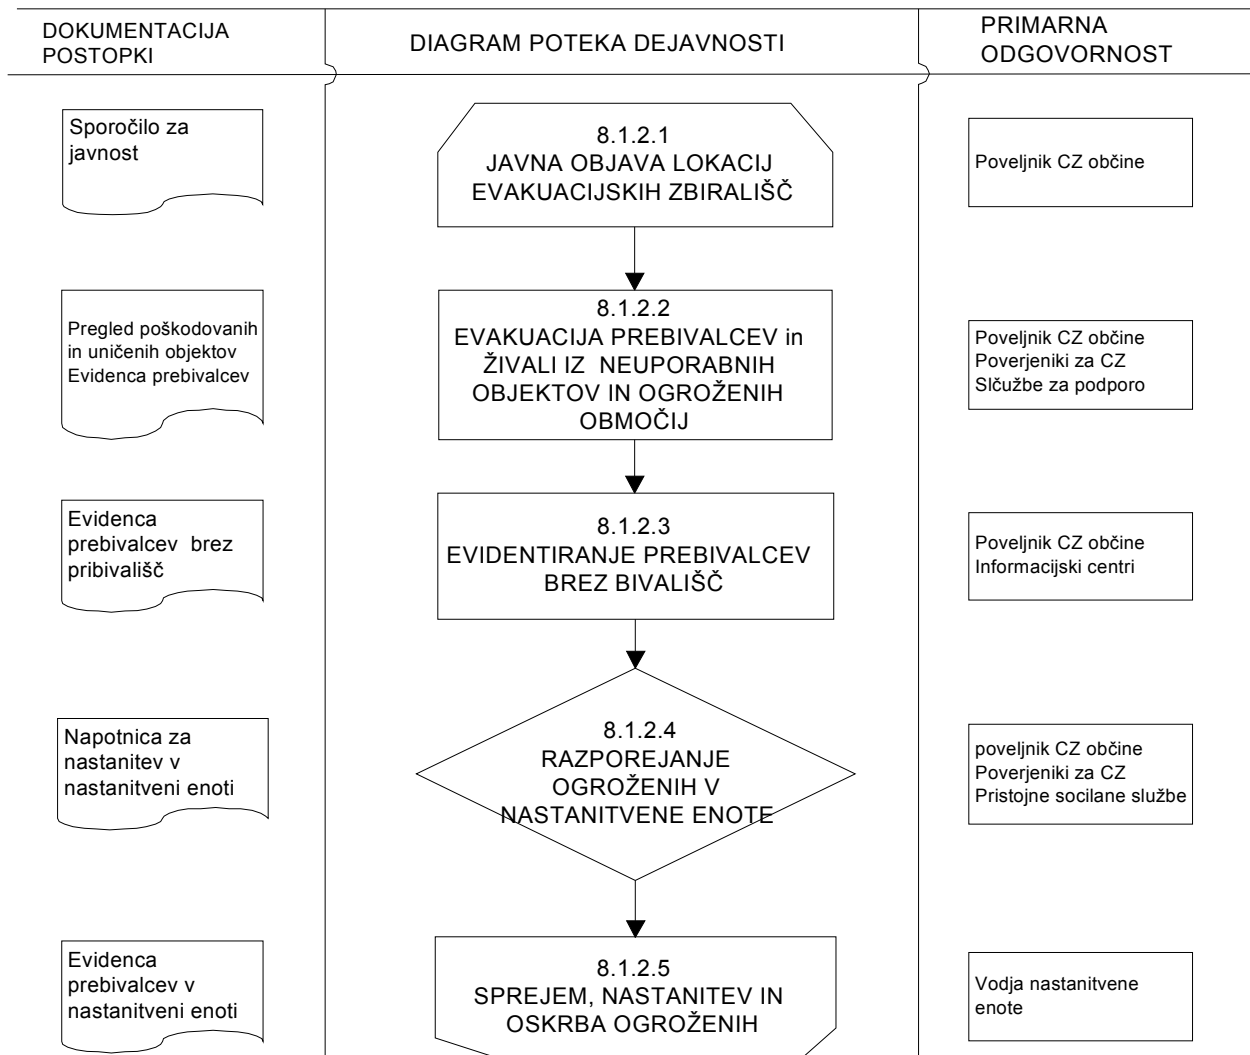 DOKUMENTACIJA
POSTOPKI
DIAGRAM POTEKA DEJAVNOSTI
PRIMARNA
ODGOVORNOST
Sporočilo za
javnost
8.1.2.1
JAVNA OBJAVA LOKACIJ
EVAKUACIJSKIH ZBIRALIŠČ
Poveljnik CZ občine
Pregled poškodovanih
in uničenih objektov
Evidenca prebivalcev
8.1.2.2
EVAKUACIJA PREBIVALCEV in
ŽIVALI IZ NEUPORABNIH
OBJEKTOV IN OGROŽENIH
OBMOČIJ
Poveljnik CZ občine
Poverjeniki za CZ
Slčužbe za podporo
Evidenca
prebivalcev brez
pribivališč
8.1.2.3
EVIDENTIRANJE PREBIVALCEV
BREZ BIVALIŠČ
Poveljnik CZ občine
Informacijski centri
Napotnica za
nastanitev v
nastanitveni enoti
8.1.2.4
RAZPOREJANJE
OGROŽENIH V
NASTANITVENE ENOTE
poveljnik CZ občine
Poverjeniki za CZ
Pristojne socilane službe
Evidenca
prebivalcev v
nastanitveni enoti
8.1.2.5
SPREJEM, NASTANITEV IN
OSKRBA OGROŽENIH
Vodja nastanitvene
enote